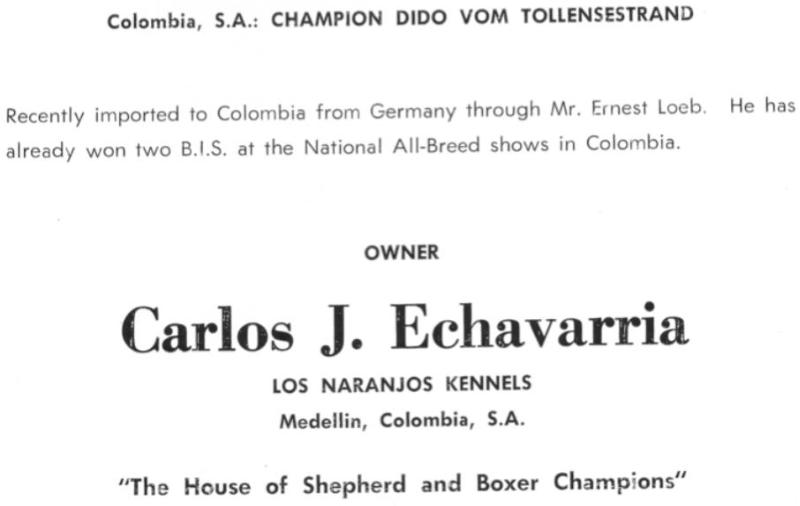 Colombia, S.A.: CHAMPION DIDO VOM TOLLENSESTRAND
Recently imported to Colombia from Germany through Mr. Ernest Loeb. He has
already won two B.I.S. at the National All-Breed shows in Colombia.
OWNER
Carlos J. Echavarria
LOS NARANJOS KENNELS
Medellin, Colombia, S.A.
"The House of Shepherd and Boxer Champions"